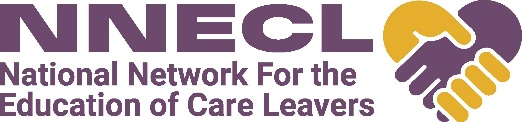 NNECL
National Network For the
Education of Care Leavers